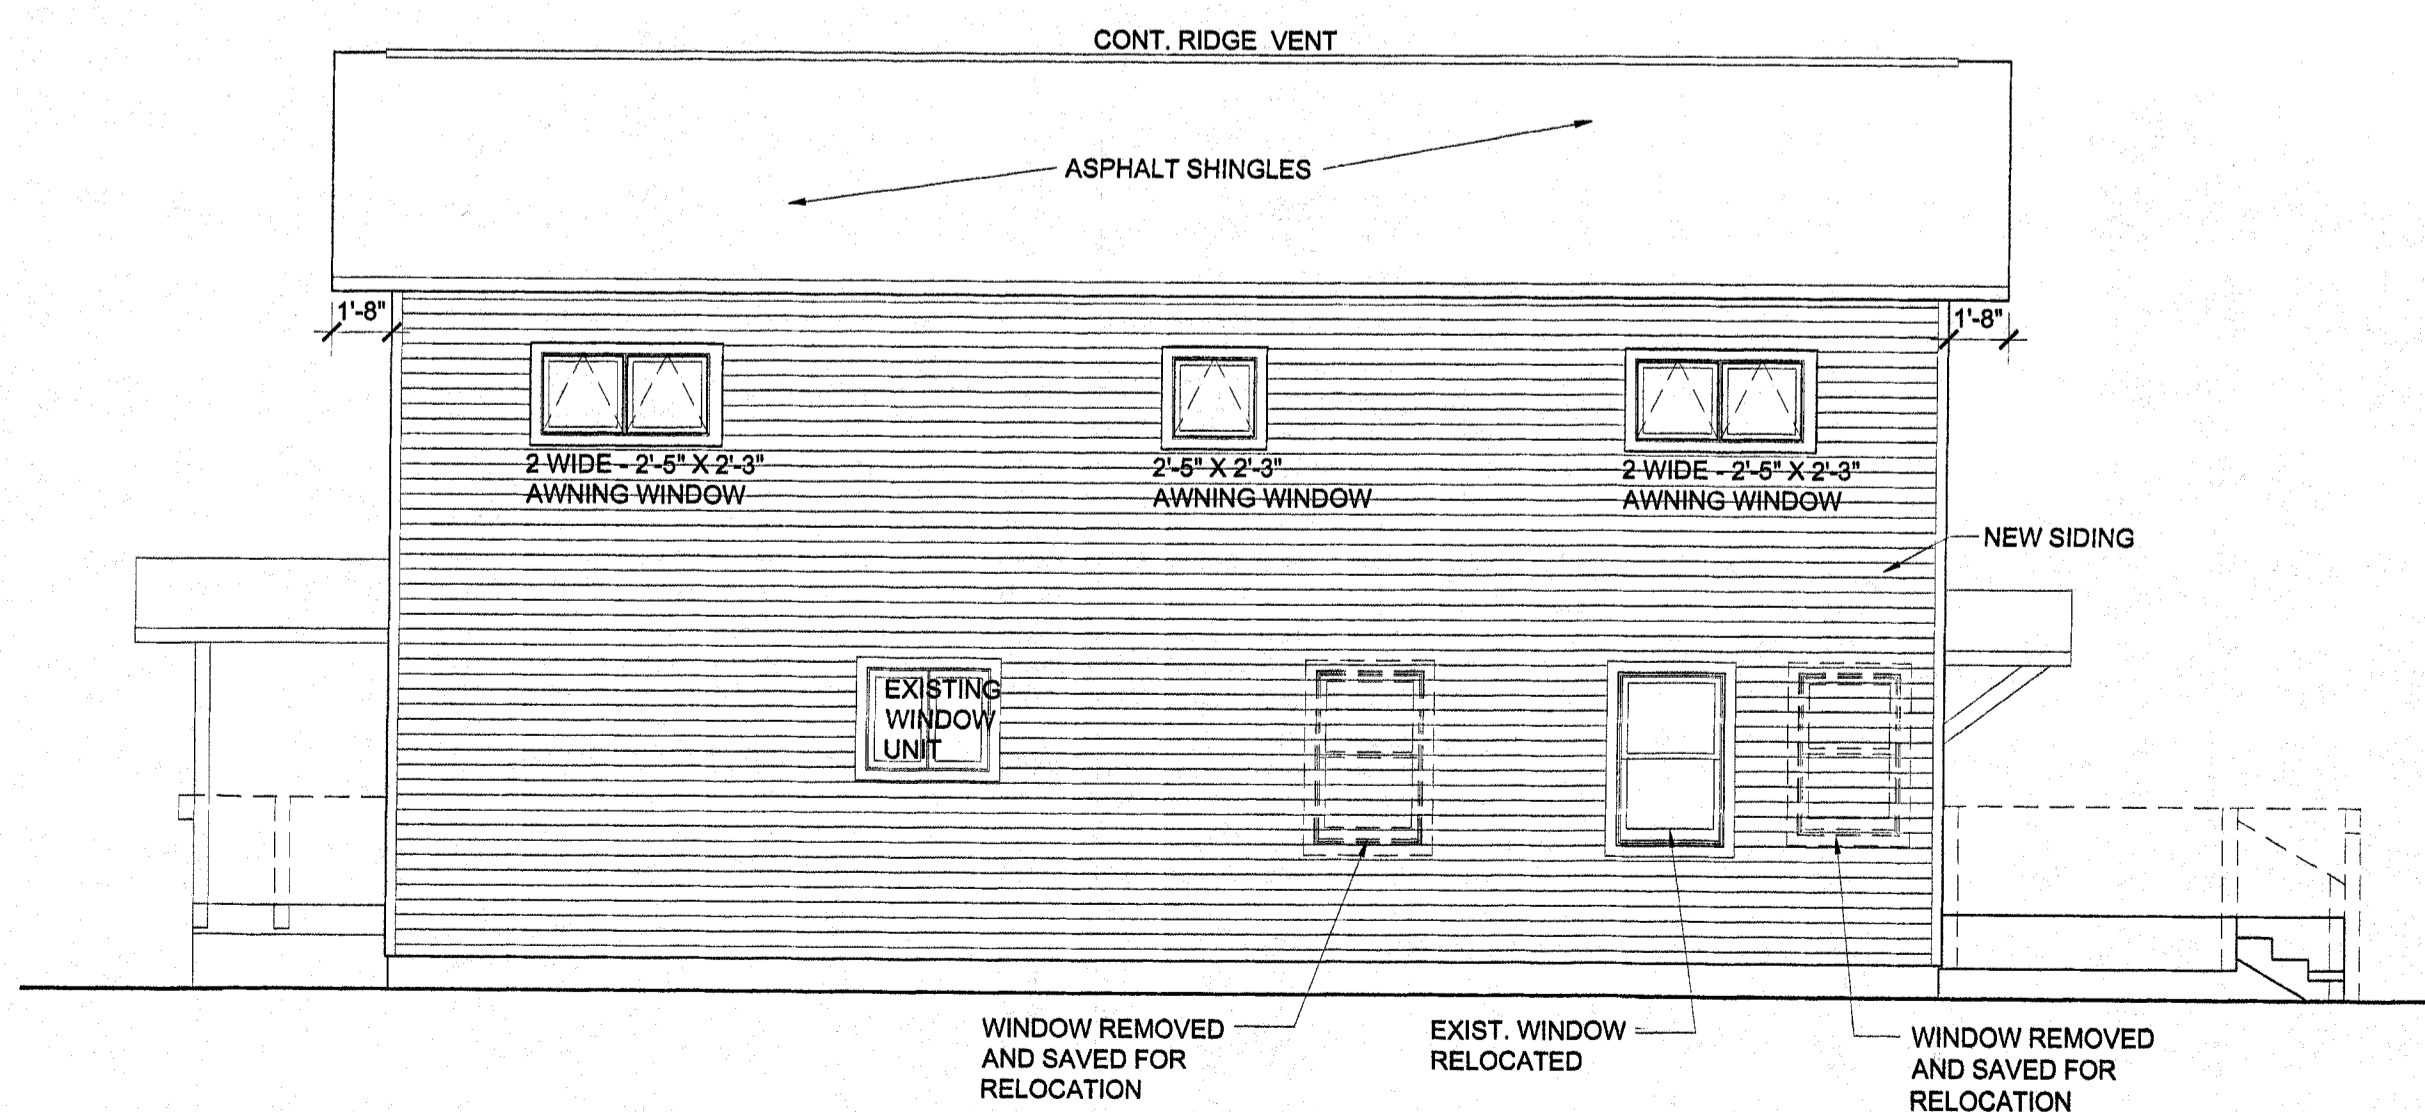 CONT. RIDGE VENT
ASPHALT SHINGLES
1'-8"
1'-8"
2 WIDE - 2'-5" X 2'-3"
AWNING WINDOW
2'-5" X 2'-3"
AWNING WINDOW
2 WIDE - 2'-5" X 2'-3"
AWNING WINDOW
NEW SIDING
EXISTING
WINDOW
UNIT
WINDOW REMOVED
AND SAVED FOR
RELOCATION
EXIST. WINDOW
RELOCATED
WINDOW REMOVED
AND SAVED FOR
RELOCATION